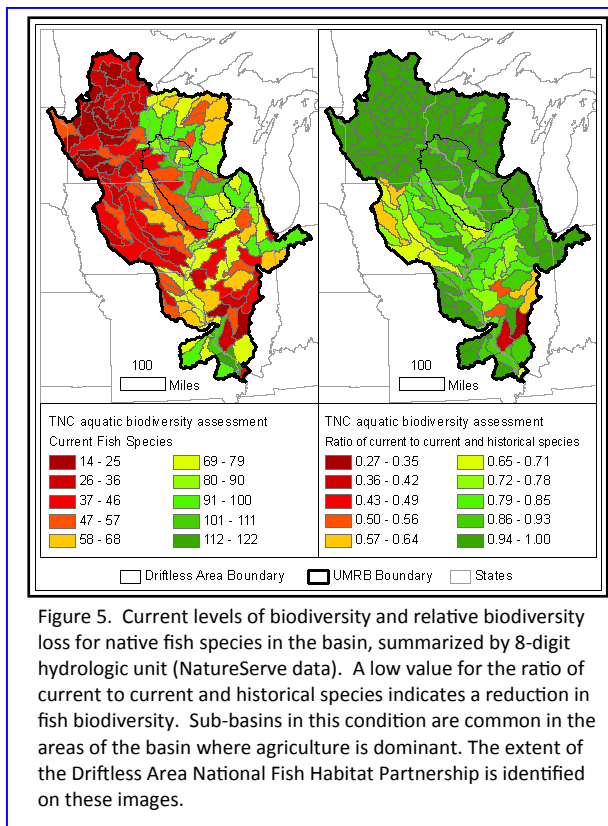 100
Miles
100
Miles
TNC aquatic biodiversity assessment
Current Fish Species
14 - 25
26 - 36
37 - 46
47 - 57
58 - 68
69 - 79
80 - 90
91 - 100
101 - 111
112 - 122
TNC aquatic biodiversity assessment
Ratio of current to current and historical species
0.27 - 0.35
0.36 - 0.42
0.43 - 0.49
0.50 - 0.56
0.57 - 0.64
0.65 - 0.71
0.72 - 0.78
0.79 - 0.85
0.86 - 0.93
0.94 - 1.00
Driftless Area Boundary UMRB Boundary States
Figure 5. Current levels of biodiversity and relative biodiversity
loss for native fish species in the basin, summarized by 8-digit
hydrologic unit (NatureServe data). A low value for the ratio of
current to current and historical species indicates a reduction in
fish biodiversity. Sub-basins in this condition are common in the
areas of the basin where agriculture is dominant. The extent of
the Driftless Area National Fish Habitat Partnership is identified
on these images.